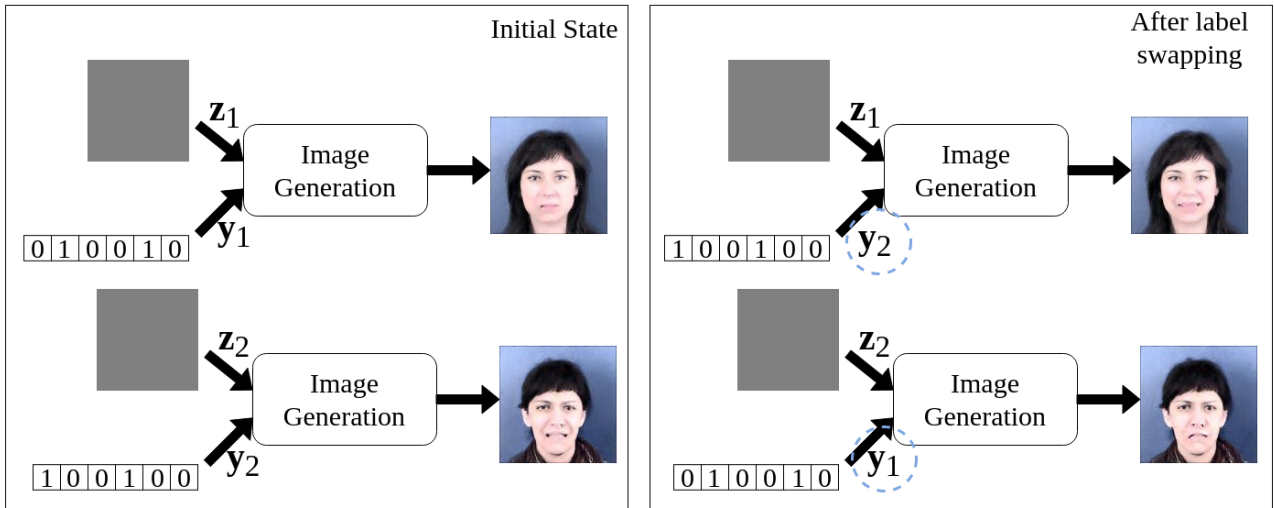 Initial State
z1
Image
Generation
y1
0 1 0 0 1 0
z2
Image
Generation
y2
1 0 0 1 0 0
After label
swapping
z1
Image
Generation
y2
1 0 0 1 0 0
z2
Image
Generation
y1
0 1 0 0 1 0